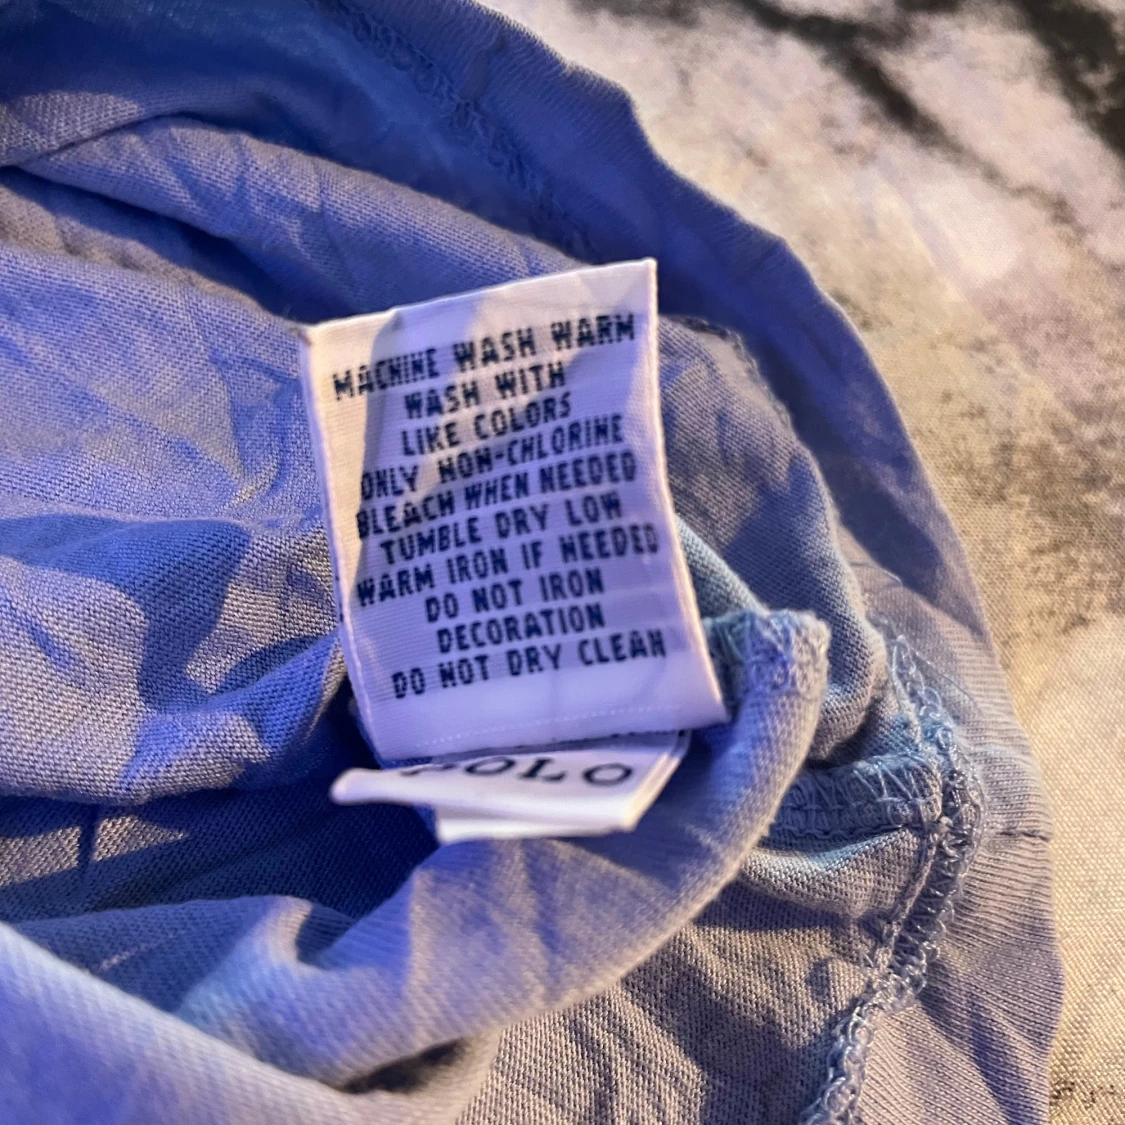 MACHINE WASH WARM
WASH WITH
LIKE COLORS
ONLY NON-CHLORINE
BLEACH WHEN NEEDED
TUMBLE DRY LOW
WARM IRON IF NEEDED
DO NOT IRON
DECORATION
DO NOT DRY CLEAN
POLO